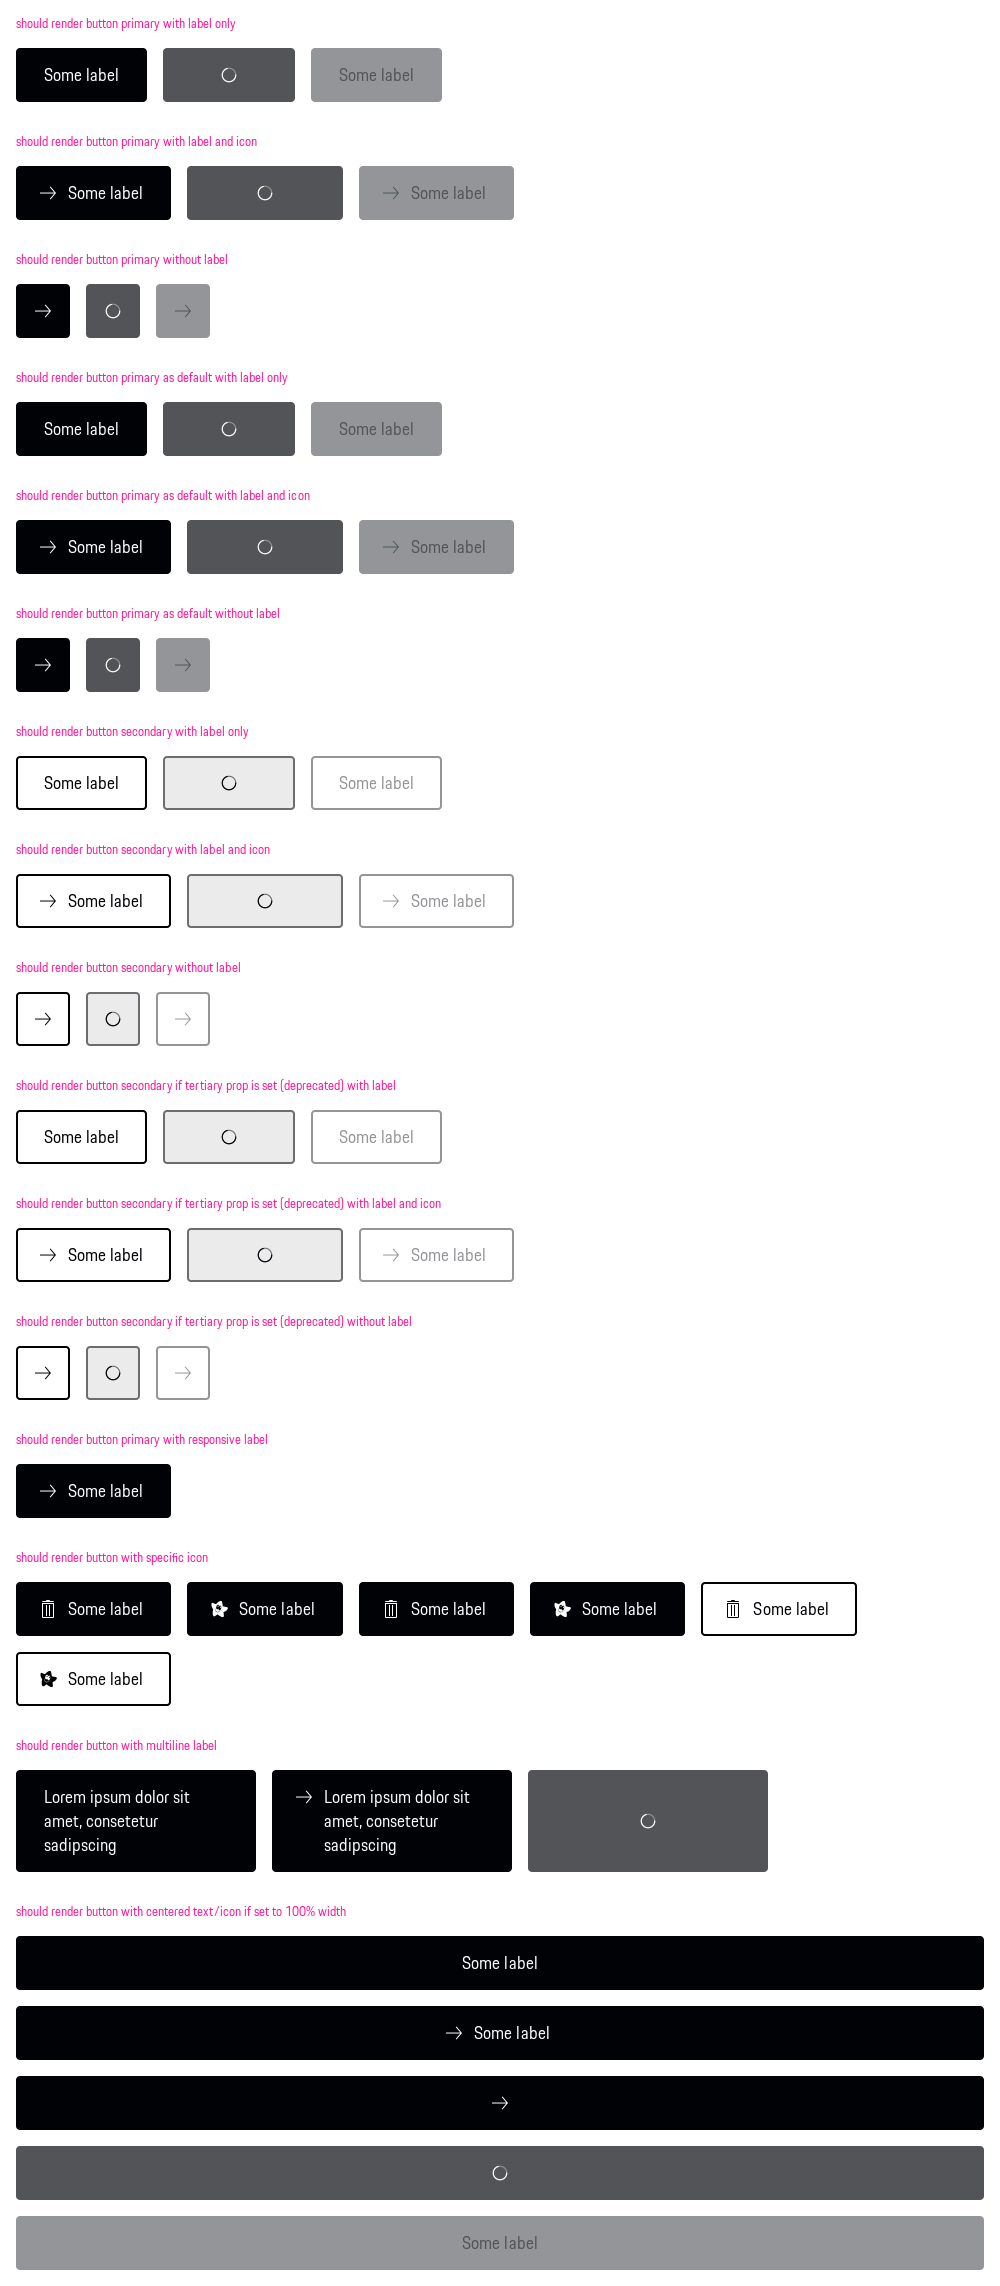 should render button primary with label only
Some label Some label
should render button primary with label and icon
Some label Some label
should render button primary without label
should render button primary as default with label only
Some label Some label
should render button primary as default with label and icon
Some label Some label
should render button primary as default without label
should render button secondary with label only
Some label Some label
should render button secondary with label and icon
Some label Some label
should render button secondary without label
should render button secondary if tertiary prop is set (deprecated) with label
Some label Some label
should render button secondary if tertiary prop is set (deprecated) with label and icon
Some label Some label
should render button secondary if tertiary prop is set (deprecated) without label
should render button primary with responsive label
Some label
should render button with specific icon
Some label Some label Some label Some label Some label
Some label
should render button with multiline label
Lorem ipsum dolor sit
amet, consetetur
sadipscing
Lorem ipsum dolor sit
amet, consetetur
sadipscing
should render button with centered text/icon if set to 100% width
Some label
Some label
Some label